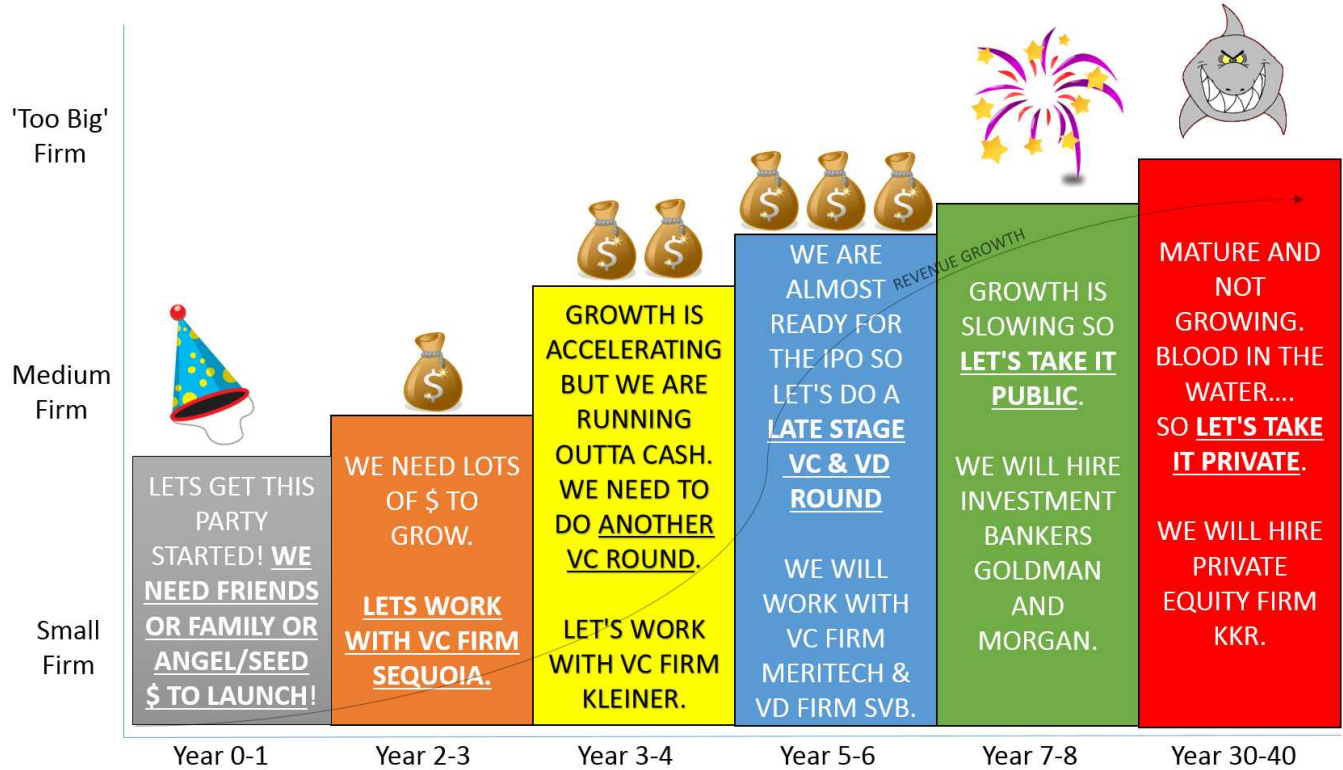 'Too Big'
Firm
Medium
Firm
Small
Firm
LETS GET THIS
PARTY
STARTED! WE
NEED FRIENDS
OR FAMILY OR
ANGEL/SEED
$ TO LAUNCH!
WE NEED LOTS
OF $ TO
GROW.
LETS WORK
WITH VC FIRM
SEQUOIA.
GROWTH IS
ACCELERATING
BUT WE ARE
RUNNING
OUTTA CASH.
WE NEED TO
DO ANOTHER
VC ROUND.
LET'S WORK
WITH VC FIRM
KLEINER.
WE ARE
ALMOST
READY FOR
THE IPO SO
LET'S DO A
LATE STAGE
VC & VD
ROUND
WE WILL
WORK WITH
VC FIRM
MERITECH &
VD FIRM SVB.
REVENUE GROWTH
GROWTH IS
SLOWING SO
LET'S TAKE IT
PUBLIC.
WE WILL HIRE
INVESTMENT
BANKERS
GOLDMAN
AND
MORGAN.
MATURE AND
NOT
GROWING.
BLOOD IN THE
WATER....
SO LET'S TAKE
IT PRIVATE.
WE WILL HIRE
PRIVATE
EQUITY FIRM
KKR.
$
$ $
$ $ $
Year 0-1
Year 2-3
Year 3-4
Year 5-6
Year 7-8
Year 30-40